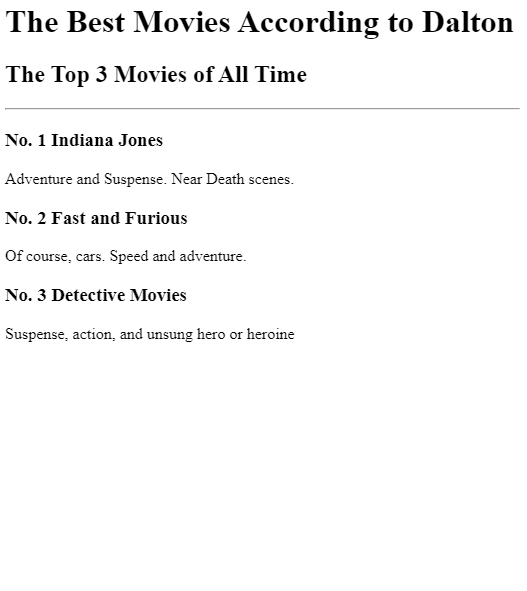 The Best Movies According to Dalton
The Top 3 Movies of All Time
No. 1 Indiana Jones
Adventure and Suspense. Near Death scenes.
No. 2 Fast and Furious
Of course, cars. Speed and adventure.
No. 3 Detective Movies
Suspense, action, and unsung hero or heroine